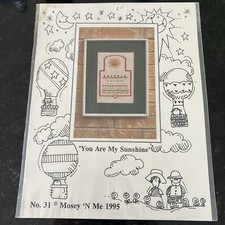 "You Are My Sunshine"
No. 31 © Mosey 'N Me 1995